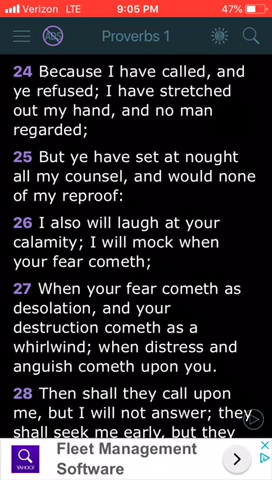 Verizon LTE 9:05 PM 47%
ADS Proverbs 1
24 Because I have called, and
ye refused; I have stretched
out my hand, and no man
regarded;
25 But ye have set at nought
all my counsel, and would none
of my reproof:
26 I also will laugh at your
calamity; I will mock when
your fear cometh;
27 When your fear cometh as
desolation, and your
destruction cometh as a
whirlwind; when distress and
anguish cometh upon you.
28 Then shall they call upon
me, but I will not answer; they
shall seek me early, but they
Fleet Management
Software
YAHOO!